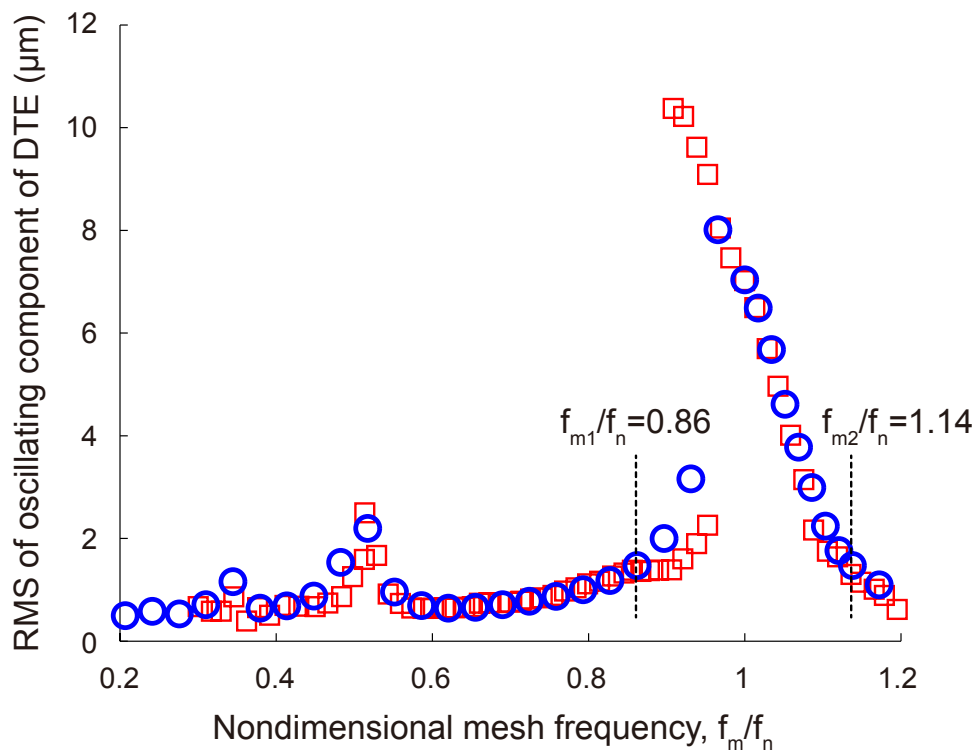 RMS of oscillating component of DTE (μm)
12
10
8
6
4
2
0
fm1/fn=0.86
fm2/fn=1.14
0.2 0.4 0.6 0.8 1 1.2
Nondimensional mesh frequency, fm/fn